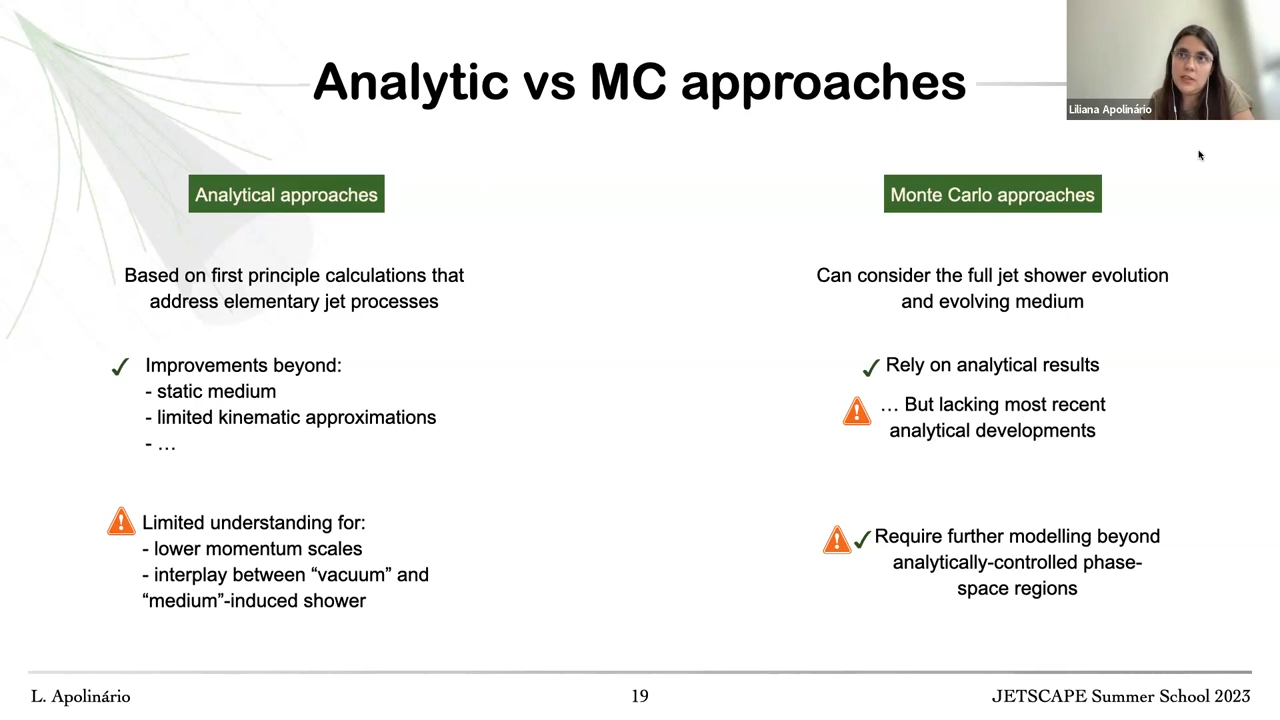 Analytic vs MC approaches
Liliana Apolinário
Analytical approaches
Based on first principle calculations that
address elementary jet processes
✓ Improvements beyond:
- static medium
- limited kinematic approximations
- …
Limited understanding for:
- lower momentum scales
- interplay between “vacuum” and
“medium”-induced shower
Monte Carlo approaches
Can consider the full jet shower evolution
and evolving medium
✓ Rely on analytical results
… But lacking most recent
analytical developments
✓ Require further modelling beyond
analytically-controlled phase-
space regions
L. Apolinário
19
JETSCAPE Summer School 2023